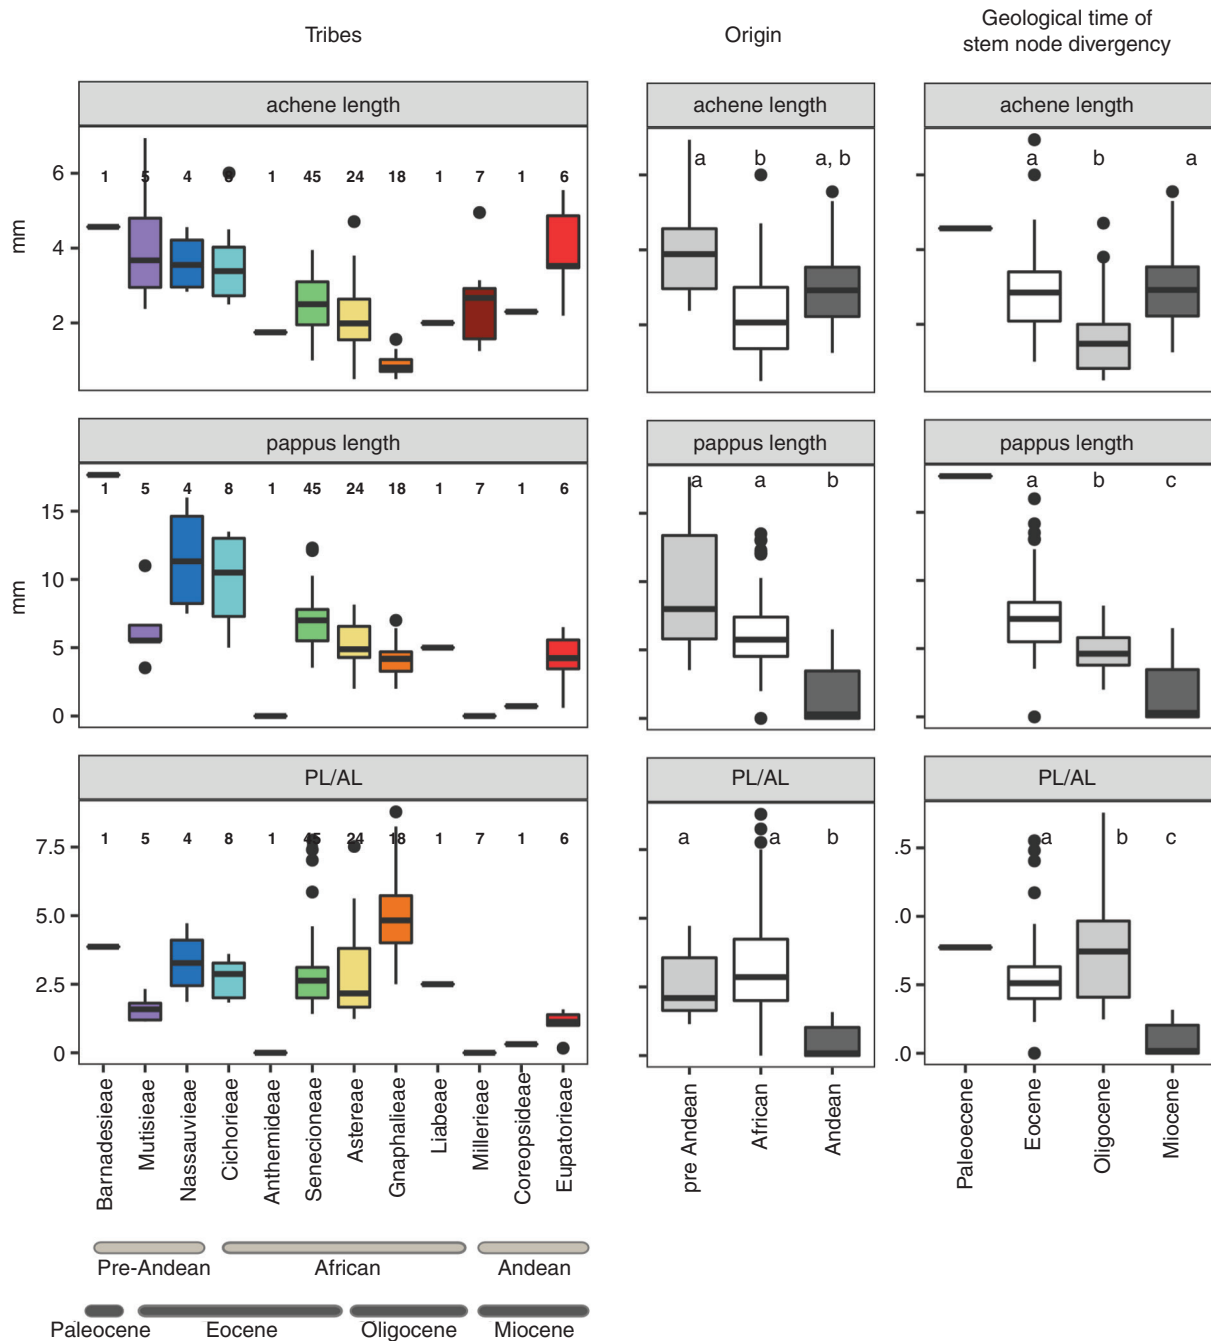 Tribes
Origin
Geological time of
stem node divergency
achene length
achene length
achene length
mm
6
4
2
1 5 4 8 1 45 24 18 1 7 1 6
a b a, b
a b a
pappus length
pappus length
pappus length
mm
15
10
5
0
1 5 4 8 1 45 24 18 1 7 1 6
a a b
a b c
PL/AL
PL/AL
PL/AL
7.5
5.0
2.5
0
1 5 4 8 1 45 24 18 1 7 1 6
a a b
.5
.0
.5
.0
a b c
Barnadesieae
Mutisieae
Nassauvieae
Cichorieae
Anthemideae
Senecioneae
Astereae
Gnaphalieae
Liabeae
Millerieae
Coreopsideae
Eupatorieae
pre Andean
African
Andean
Paleoecene
Eocene
Oligocene
Miocene
Pre-Andean African Andean
Paleocene Eocene Oligocene Miocene